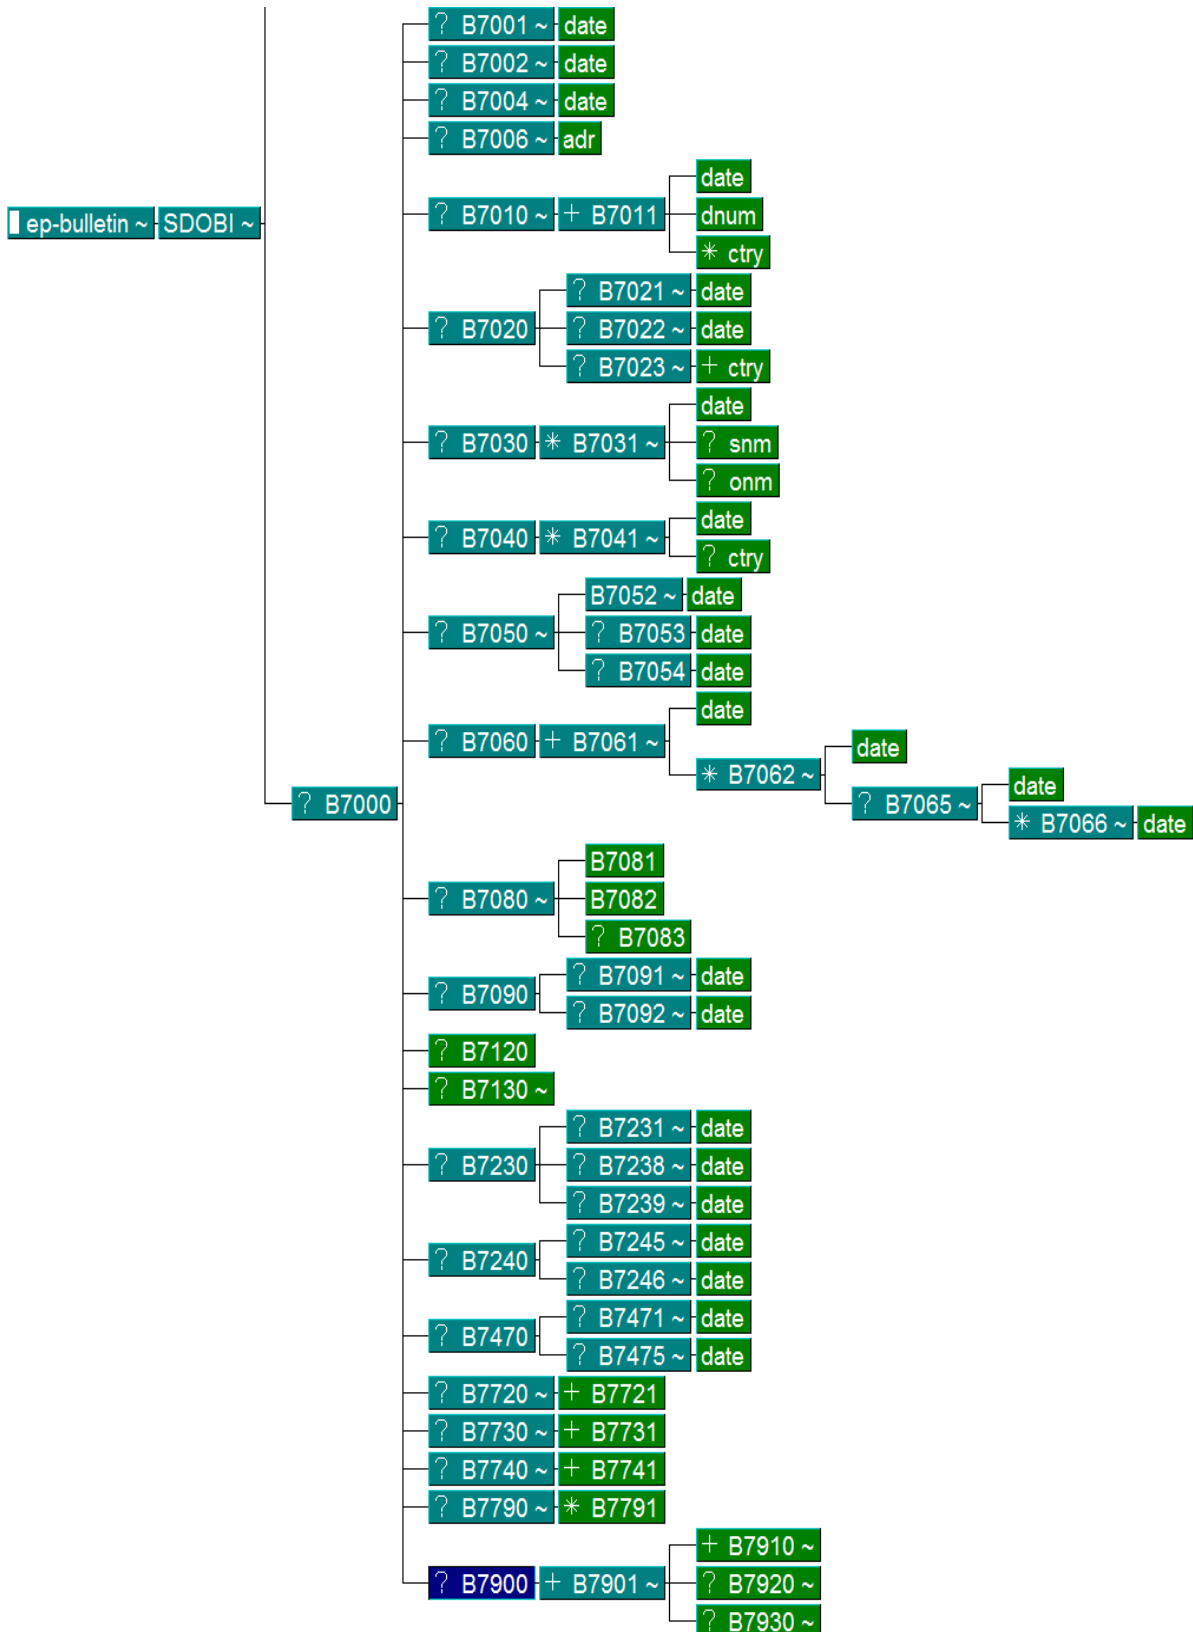 ? B7001 ~ date
? B7002 ~ date
? B7004 ~ date
? B7006 ~ adr
date
ep-bulletin ~ SDOBI ~ ? B7010 ~ + B7011 dnum
* ctry
? B7021 ~ date
? B7020 ? B7022 ~ date
? B7023 ~ + ctry
date
? B7030 * B7031 ~ ? snm
? onm
date
? B7040 * B7041 ~
? ctry
B7052 ~ date
? B7050 ~ ? B7053 date
? B7054 date
date
? B7060 + B7061 ~
date
* B7062 ~
date
? B7000 ? B7065 ~
* B7066 ~ date
B7081
? B7080 ~ B7082
? B7083
? B7091 ~ date
? B7090
? B7092 ~ date
? B7120
? B7130 ~
? B7231 ~ date
? B7230 ? B7238 ~ date
? B7239 ~ date
? B7245 ~ date
? B7240
? B7246 ~ date
? B7471 ~ date
? B7470
? B7475 ~ date
? B7720 ~ + B7721
? B7730 ~ + B7731
? B7740 ~ + B7741
? B7790 ~ * B7791
+ B7910 ~
? B7900 + B7901 ~ ? B7920 ~
? B7930 ~